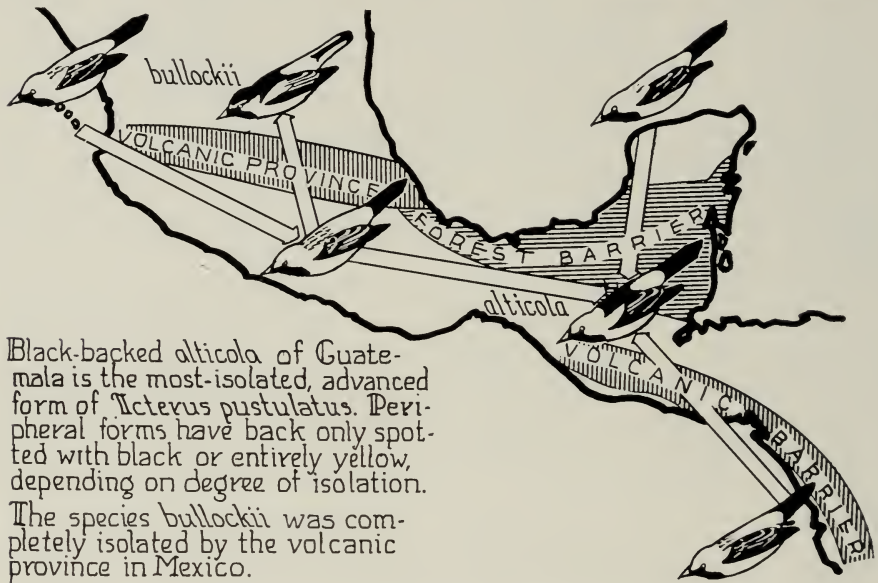 bullockii
VOLCANIC PROVINCE
FOREST BARRIER
alticola
VOLCANIC BARRIER
Black-backed alticola of Guate-
mala is the most-isolated, advanced
form of Icterus pustulatus. Peri-
pheral forms have back only spot-
ted with black or entirely yellow,
depending on degree of isolation.
The species bullockii was com-
pletely isolated by the volcanic
province in Mexico.